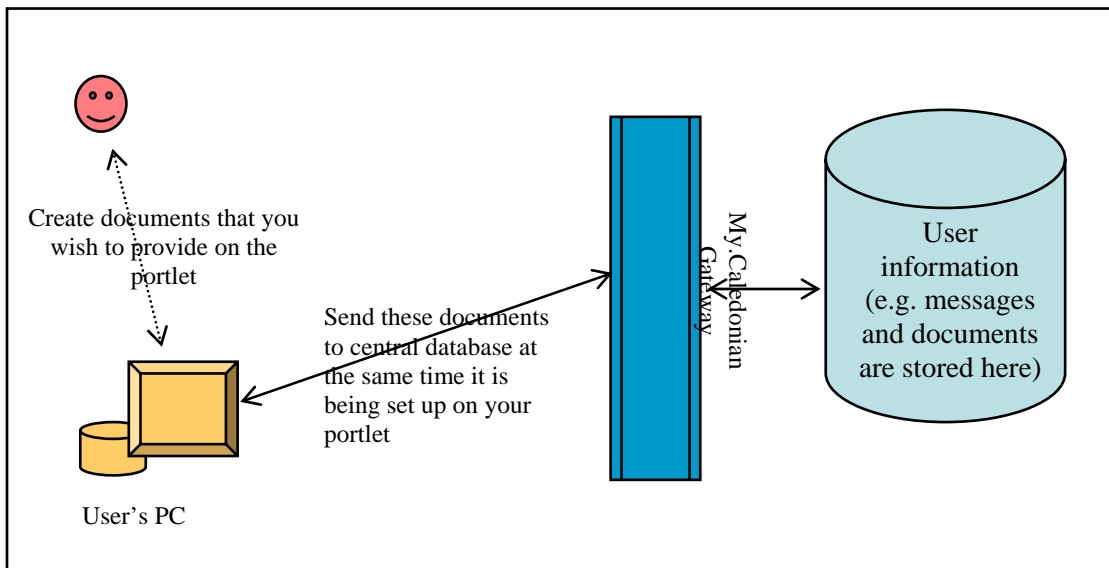 Create documents that you
wish to provide on the
portlet
Send these documents
to central database at
the same time it is
being set up on your
portlet
User's PC
My.Caledonian
Gateway
User
information
(e.g. messages
and documents
are stored here)